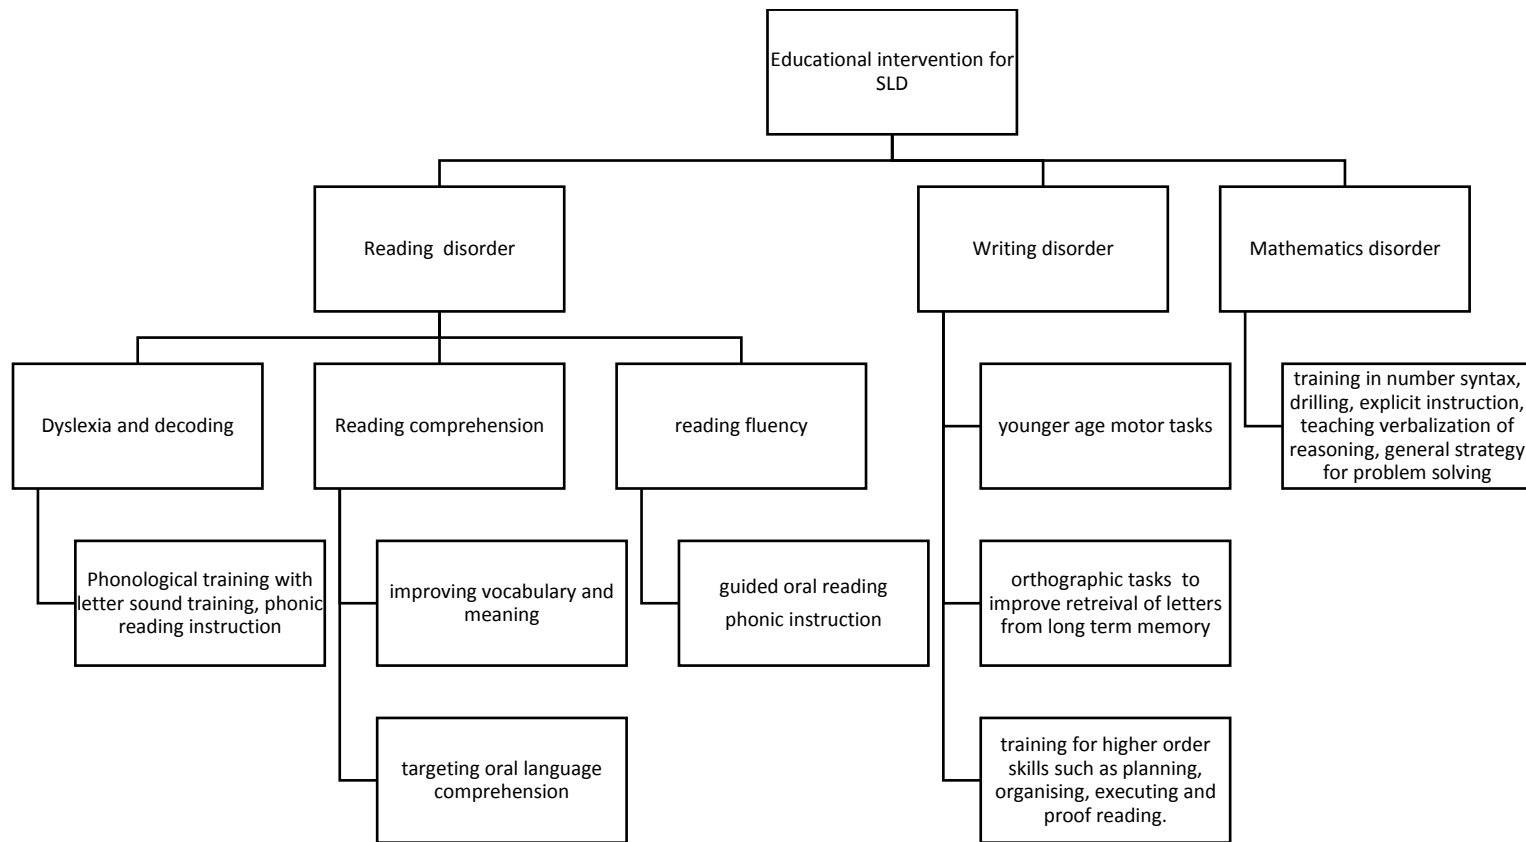 Educational intervention for
SLD
Reading  disorder
Writing disorder
Mathematics disorder
Dyslexia and decoding
Reading comprehension
reading fluency
younger age motor tasks
training in number syntax,
drilling, explicit instruction,
teaching verbalization of
reasoning, general strategy
for problem solving
Phonological training with
letter sound training, phonic
reading instruction
improving vocabulary and
meaning
guided oral reading
phonic instruction
orthographic tasks  to
improve retreival of letters
from long term memory
targeting oral language
comprehension
training for higher order
skills such as planning,
organising, executing and
proof reading.